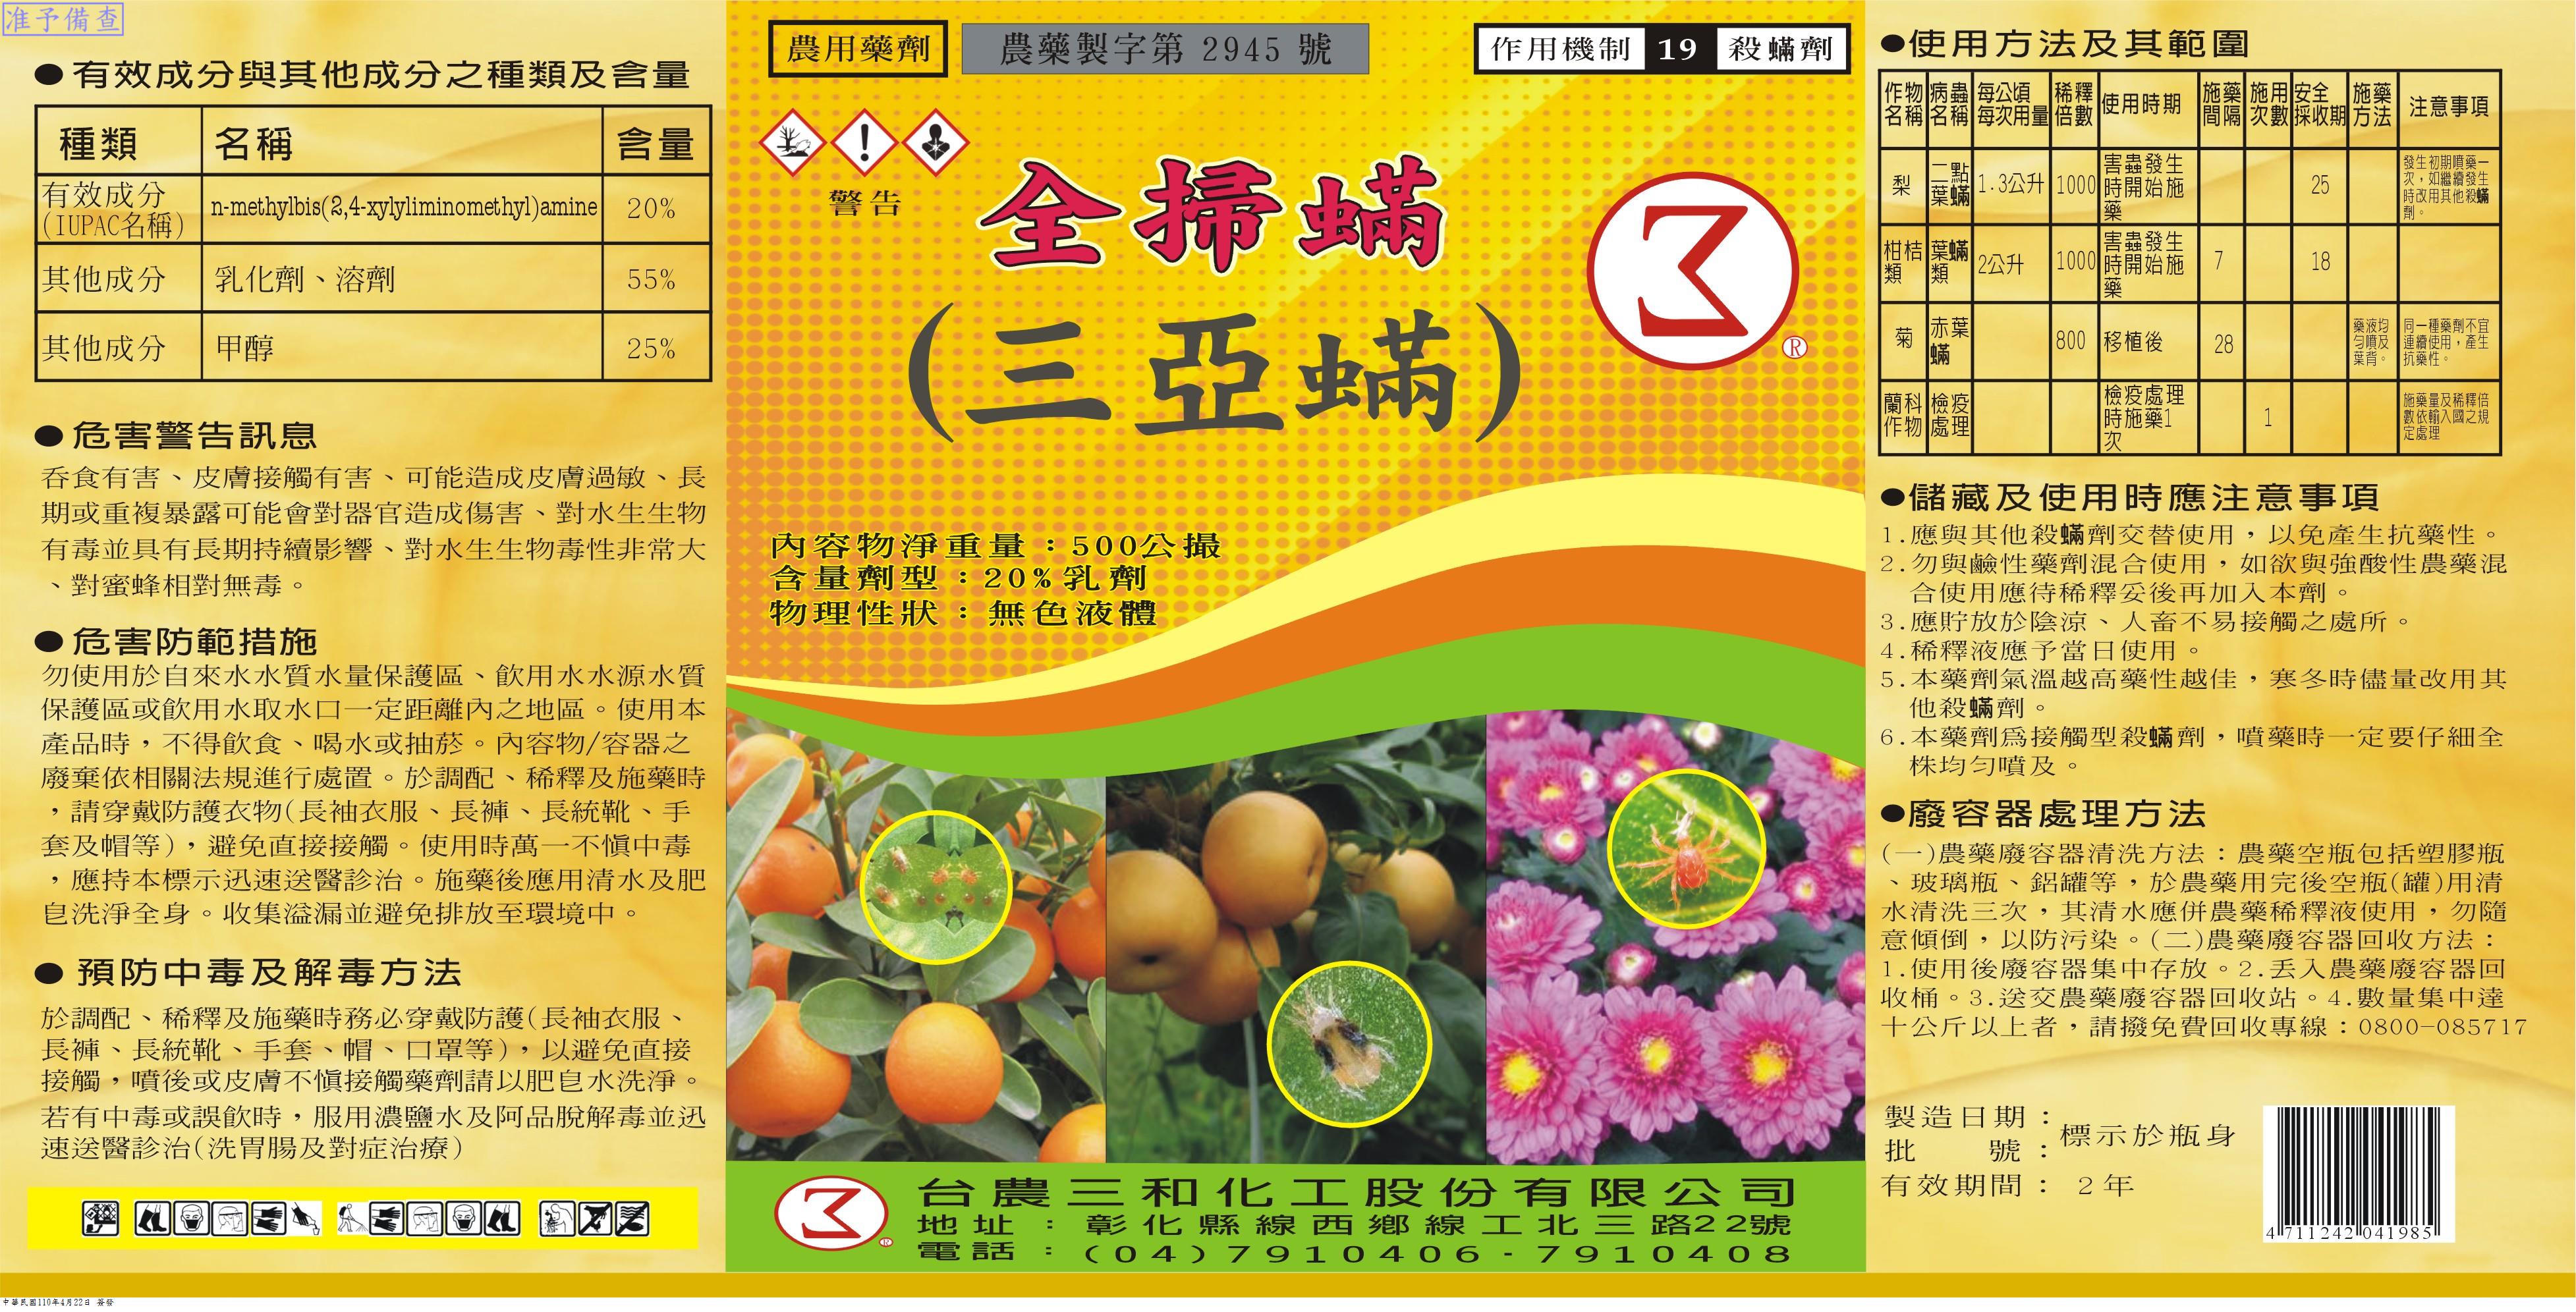 准予備查
●有效成分與其他成分之種類及含量
種類 名稱 含量
有效成分
(IUPAC名稱) n-methylbis(2,4-xylyliminomethyl)amine 20%
其他成分 乳化劑、溶劑 55%
其他成分 甲醇 25%
●危害警告訊息
吞食有害、皮膚接觸有害、可能造成皮膚過敏、長
期或重複暴露可能會對器官造成傷害、對水生生物
有毒並具有長期持續影響、對水生生物毒性非常大
、對蜜蜂相對無毒。
●危害防範措施
勿使用於自來水水質水量保護區、飲用水水源水質
保護區或飲用水取水口一定距離內之地區。使用本
產品時，不得飲食、喝水或抽菸。內容物/容器之
廢棄依相關法規進行處置。於調配、稀釋及施藥時
，請穿戴防護衣物(長袖衣服、長褲、長統靴、手
套及帽等)，避免直接接觸。使用時萬一不慎中毒
，應持本標示迅速送醫診治。施藥後應用清水及肥
皂洗淨全身。收集溢漏並避免排放至環境中。
●預防中毒及解毒方法
於調配、稀釋及施藥時務必穿戴防護(長袖衣服、
長褲、長統靴、手套、帽、口罩等)，以避免直接
接觸，噴後或皮膚不慎接觸藥劑請以肥皂水洗淨。
若有中毒或誤飲時，服用濃鹽水及阿品脫解毒並迅
速送醫診治(洗胃腸及對症治療)
農用藥劑 農藥製字第 2945 號 作用機制 19 殺蟎劑
警告
全掃蟎
(三亞蟎)
®
內容物淨重量：500公撮
含量劑型：20%乳劑
物理性狀：無色液體
®
台農三和化工股份有限公司
地址：彰化縣線西鄉線工北三路22號
電話：(04)7910406-7910408
●使用方法及其範圍
作物名稱 病蟲名稱 每公頃每次用量 稀釋倍數 使用時期 施藥間隔 施用次數 安全採收期 施藥方法 注意事項
梨 二點葉蟎 1.3公升 1000 害蟲發生時開始施藥 25 發生初期噴藥一次，如繼續發生時改用其他殺蟎劑。
柑桔類 葉蟎類 2公升 1000 害蟲發生時開始施藥 7 18
菊 赤葉蟎 800 移植後 28 藥液均勻噴及葉背。 同一種藥劑不宜連續使用，產生抗藥性。
蘭科作物 檢疫處理 檢疫處理時施藥1次 1 施藥量及稀釋倍數依輸入國之規定處理
●儲藏及使用時應注意事項
1.應與其他殺蟎劑交替使用，以免產生抗藥性。
2.勿與鹼性藥劑混合使用，如欲與強酸性農藥混
合使用應待稀釋妥後再加入本劑。
3.應貯放於陰涼、人畜不易接觸之處所。
4.稀釋液應予當日使用。
5.本藥劑氣溫越高藥性越佳，寒冬時儘量改用其
他殺蟎劑。
6.本藥劑為接觸型殺蟎劑，噴藥時一定要仔細全
株均勻噴及。
●廢容器處理方法
(一)農藥廢容器清洗方法：農藥空瓶包括塑膠瓶
、玻璃瓶、鋁罐等，於農藥用完後空瓶(罐)用清
水清洗三次，其清水應併農藥稀釋液使用，勿隨
意傾倒，以防污染。(二)農藥廢容器回收方法：
1.使用後廢容器集中存放。2.丟入農藥廢容器回
收桶。3.送交農藥廢容器回收站。4.數量集中達
十公斤以上者，請撥免費回收專線：0800-085717
製造日期：
批 號：標示於瓶身
有效期間：2年
4 711242 041985
中華民國110年4月22日 簽發